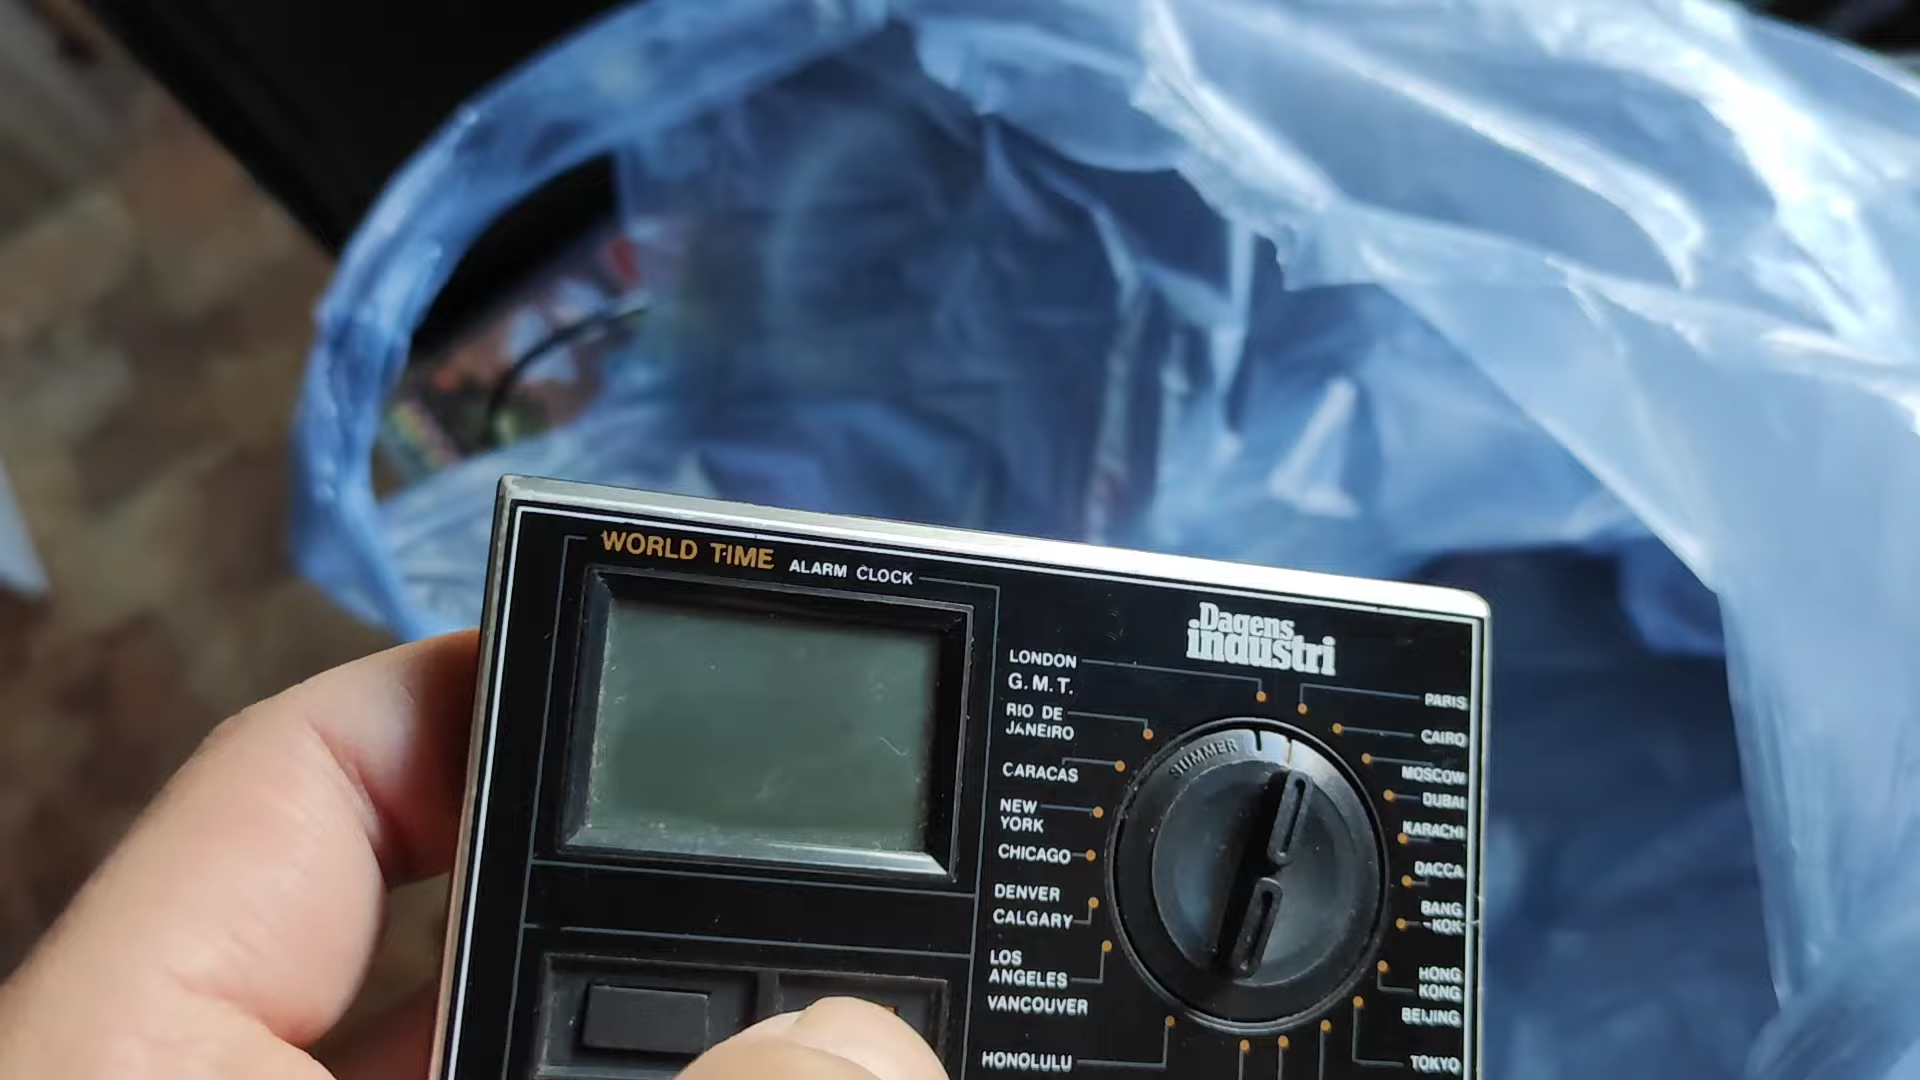 WORLD TIME ALARM CLOCK
Dagens
industri
LONDON
G.M.T.
RIO DE
JANEIRO
CARACAS
NEW
YORK
CHICAGO
DENVER
CALGARY
LOS
ANGELES
VANCOUVER
HONOLULU
SUMMER
PARIS
CAIRO
MOSCOW
DUBAI
KARACHI
DACCA
BANG
-KOK
HONG
KONG
BEIJING
TOKYO